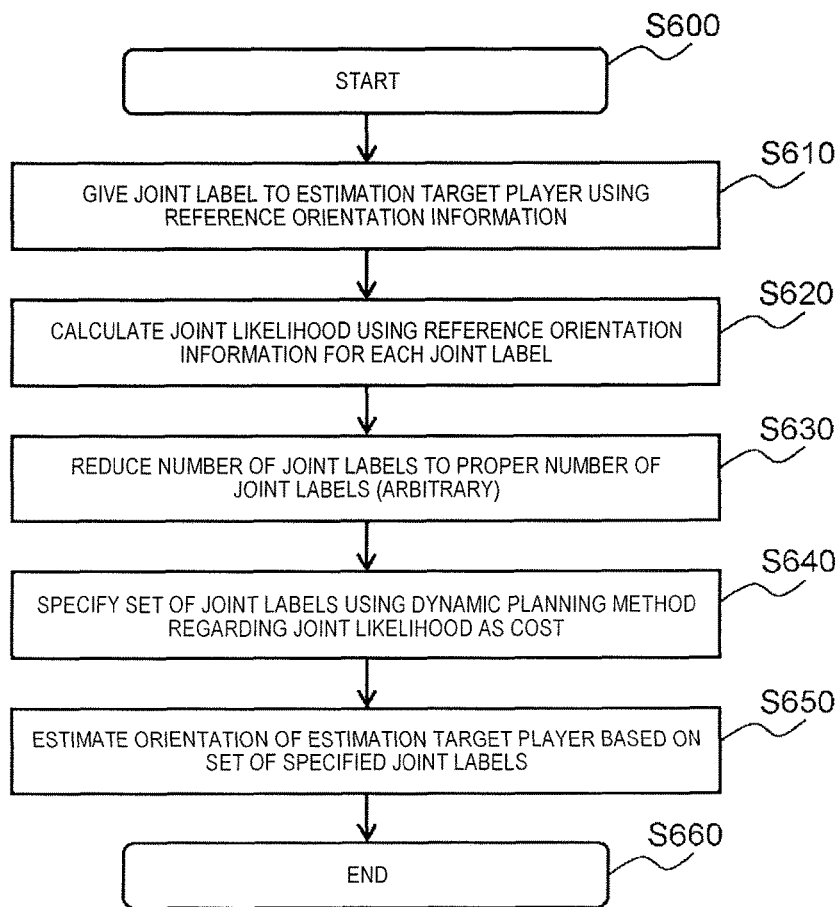 S600
START
S610
GIVE JOINT LABEL TO ESTIMATION TARGET PLAYER USING
REFERENCE ORIENTATION INFORMATION
S620
CALCULATE JOINT LIKELIHOOD USING REFERENCE ORIENTATION
INFORMATION FOR EACH JOINT LABEL
S630
REDUCE NUMBER OF JOINT LABELS TO PROPER NUMBER OF
JOINT LABELS (ARBITRARY)
S640
SPECIFY SET OF JOINT LABELS USING DYNAMIC PLANNING METHOD
REGARDING JOINT LIKELIHOOD AS COST
S650
ESTIMATE ORIENTATION OF ESTIMATION TARGET PLAYER BASED ON
SET OF SPECIFIED JOINT LABELS
S660
END